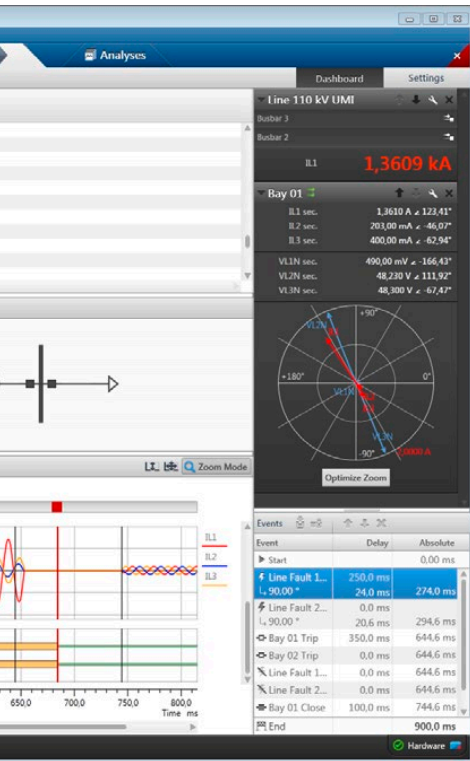 Analyses
Dashboard Settings
Line 110 kV UMI
Busbar 3
Busbar 2
IL1 1,3609 kA
Bay 01
IL1 sec. 1,3610 A ∠ 123,41°
IL2 sec. 203,00 mA ∠ -46,07°
IL3 sec. 400,00 mA ∠ -62,94°
VL1N sec. 490,00 mV ∠ -166,43°
VL2N sec. 48,230 V ∠ 111,92°
VL3N sec. 48,300 V ∠ -67,47°
+90°
VL2N
+180° 0°
VL1N
VL3N
-90°
Optimize Zoom
Zoom Mode
IL1
IL2
IL3
650,0 700,0 750,0 800,0
Time ms
Events
Event Delay Absolute
Start 0,00 ms
Line Fault 1... 250,0 ms
90,00 ° 24,0 ms 274,0 ms
Line Fault 2... 0,0 ms
90,00 ° 20,6 ms 294,6 ms
Bay 01 Trip 350,0 ms 644,6 ms
Bay 02 Trip 0,0 ms 644,6 ms
Line Fault 1... 0,0 ms 644,6 ms
Line Fault 2... 0,0 ms 644,6 ms
Bay 01 Close 100,0 ms 744,6 ms
End 900,0 ms
Hardware